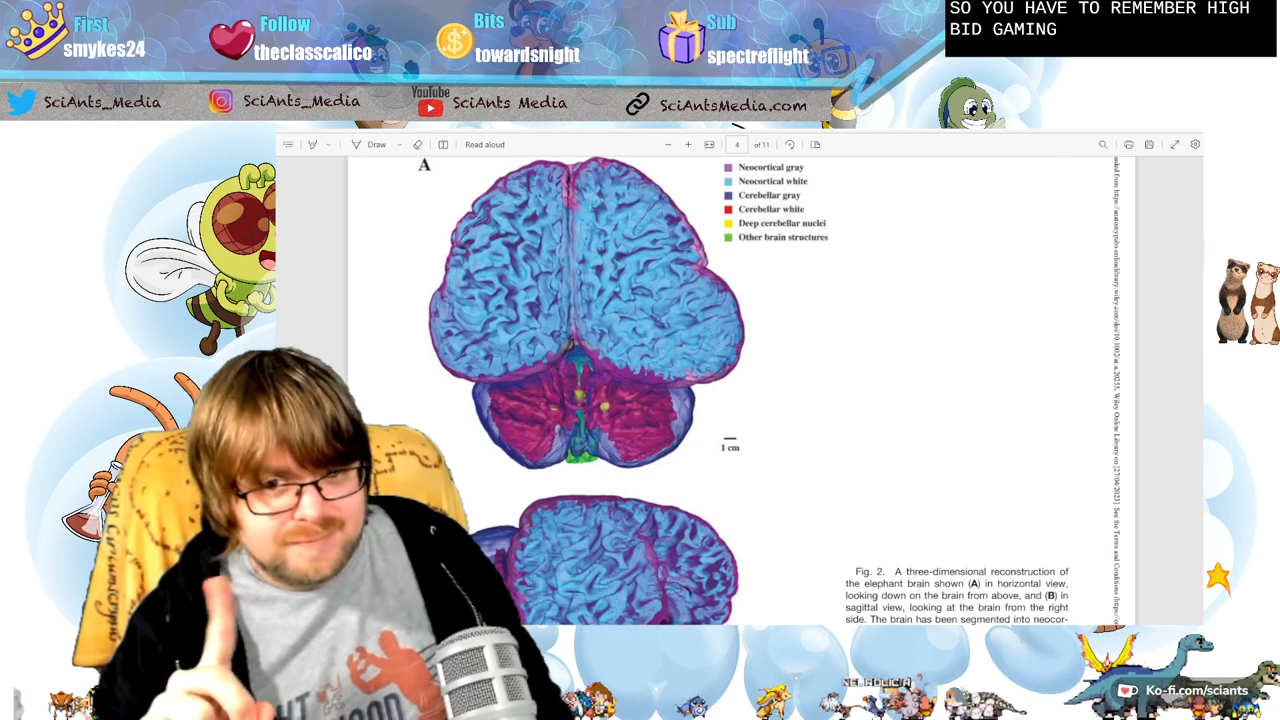 First
smykes24
Follow
theclasscalico
Bits
towardsnight
Sub
spectreflight
SO YOU HAVE TO REMEMBER HIGH
BID GAMING
SciAnts_Media
SciAnts_Media
YouTube
SciAnts Media
SciAntsMedia.com
Draw
Read aloud
4
of 11
A
Neocortical gray
Neocortical white
Cerebellar gray
Cerebellar white
Deep cerebellar nuclei
Other brain structures
1 cm
Fig. 2. A three-dimensional reconstruction of
the elephant brain shown (A) in horizontal view,
looking down on the brain from above, and (B) in
sagittal view, looking at the brain from the right
side. The brain has been segmented into neocor-
Ko-fi.com/sciants